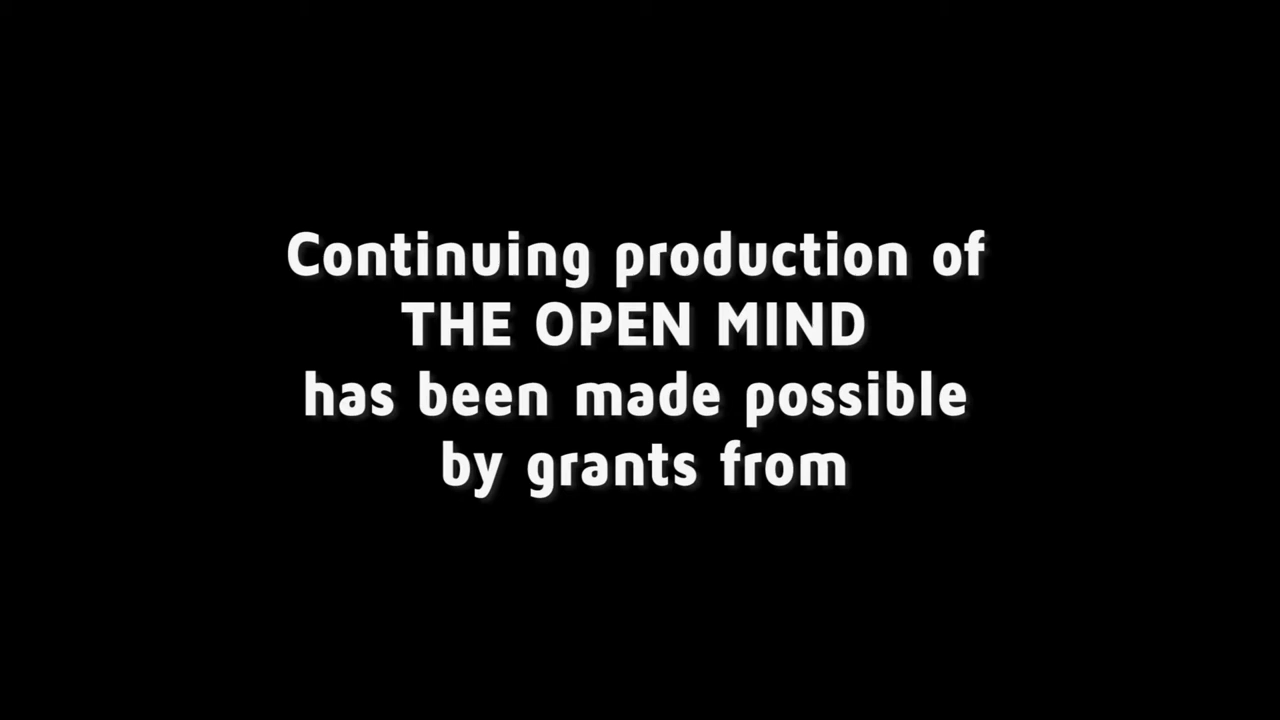 Continuing production of
THE OPEN MIND
has been made possible
by grants from